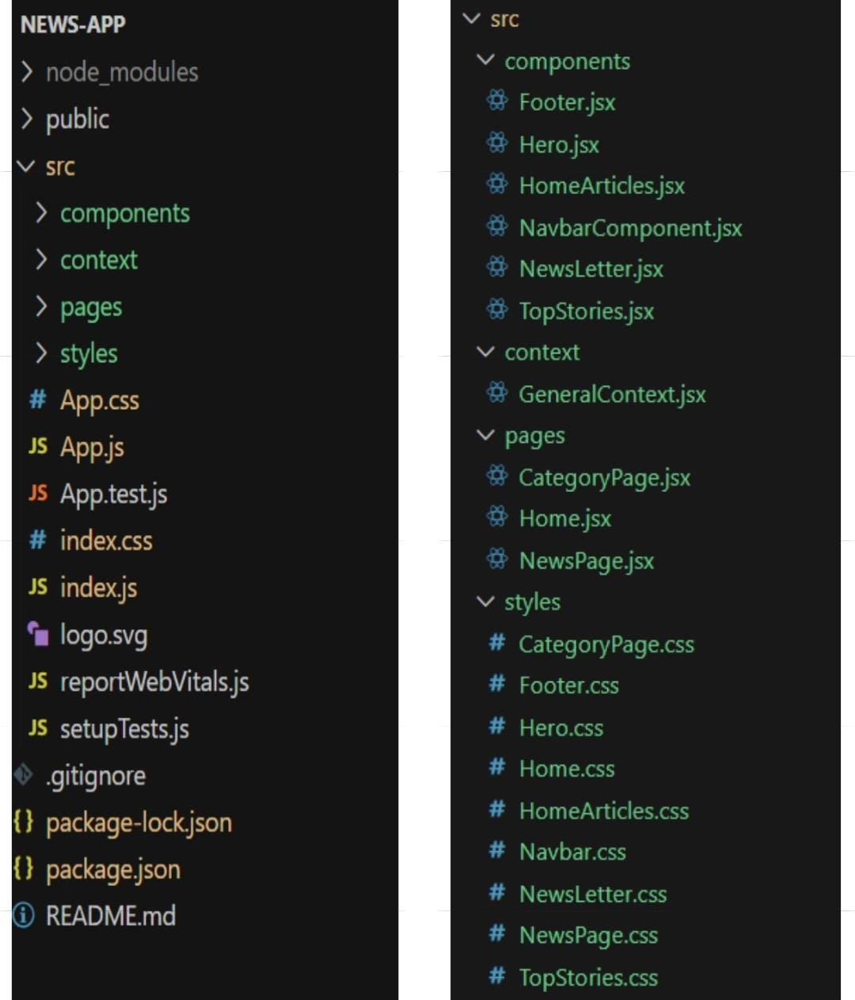 NEWS-APP
node_modules
public
src
components
context
pages
styles
# App.css
JS App.js
JS App.test.js
# index.css
JS index.js
logo.svg
JS reportWebVitals.js
JS setupTests.js
.gitignore
{} package-lock.json
{} package.json
README.md
src
components
Footer.jsx
Hero.jsx
HomeArticles.jsx
NavbarComponent.jsx
NewsLetter.jsx
TopStories.jsx
context
GeneralContext.jsx
pages
CategoryPage.jsx
Home.jsx
NewsPage.jsx
styles
# CategoryPage.css
# Footer.css
# Hero.css
# Home.css
# HomeArticles.css
# Navbar.css
# NewsLetter.css
# NewsPage.css
# TopStories.css